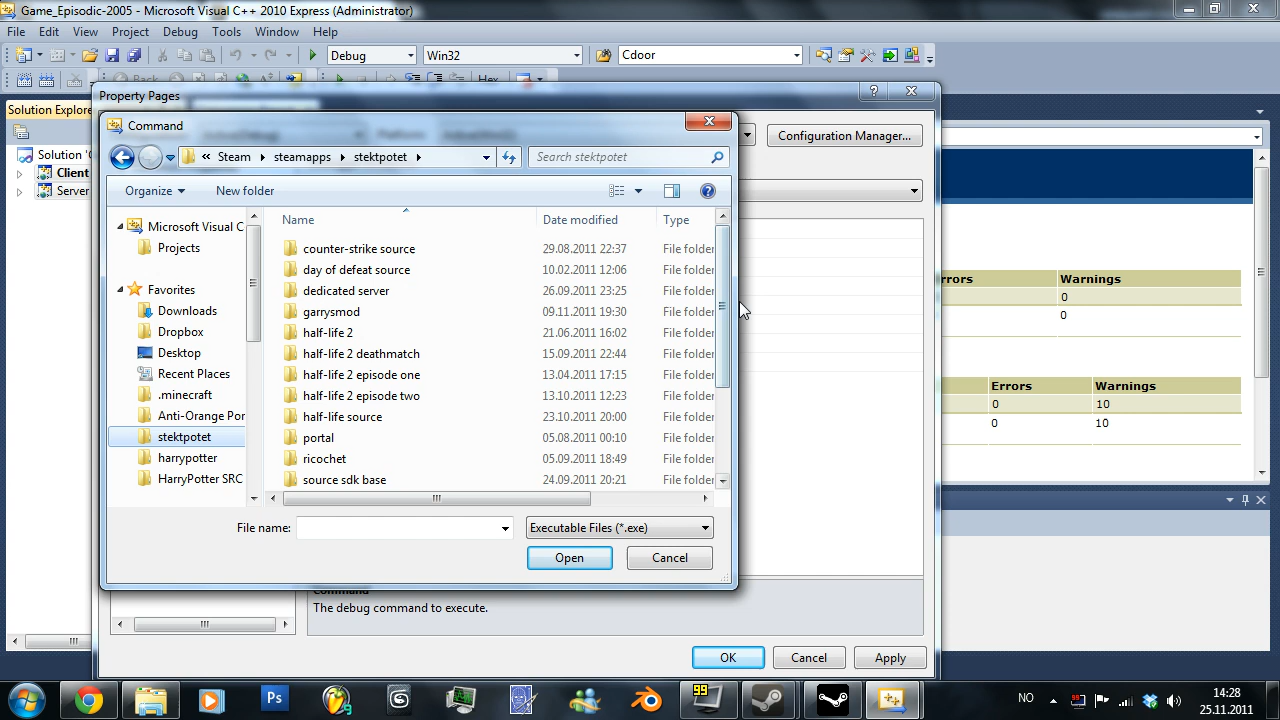 Game_Episodic-2005 - Microsoft Visual C++ 2010 Express (Administrator)
File Edit View Project Debug Tools Window Help
Debug Win32 Cdoor
Back Hex
Solution Explore
Property Pages
Solution '
Client
Server
Configuration Manager...
Command
« Steam steamapps stektpotet
Search stektpotet
Organize New folder
Name Date modified Type
Microsoft Visual C
Projects
Favorites
Downloads
Dropbox
Desktop
Recent Places
.minecraft
Anti-Orange Por
stektpotet
harrypotter
HarryPotter SRC
counter-strike source 29.08.2011 22:37 File folder
day of defeat source 10.02.2011 12:06 File folder
dedicated server 26.09.2011 23:25 File folder
garrysmod 09.11.2011 19:30 File folder
half-life 2 21.06.2011 16:02 File folder
half-life 2 deathmatch 15.09.2011 22:44 File folder
half-life 2 episode one 13.04.2011 17:15 File folder
half-life 2 episode two 13.10.2011 12:23 File folder
half-life source 23.10.2011 20:00 File folder
portal 05.08.2011 00:10 File folder
ricochet 05.09.2011 18:49 File folder
source sdk base 24.09.2011 20:21 File folder
File name: Executable Files (*.exe)
Open Cancel
rrors Warnings
0
0
Errors Warnings
0 10
0 10
Command
The debug command to execute.
OK Cancel Apply
Ps
99
NO
14:28
25.11.2011